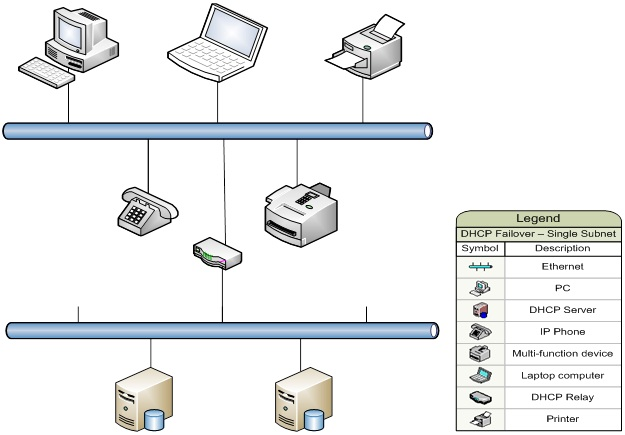 Legend
DHCP Failover – Single Subnet
Symbol Description
Ethernet
PC
DHCP Server
IP Phone
Multi-function device
Laptop computer
DHCP Relay
Printer